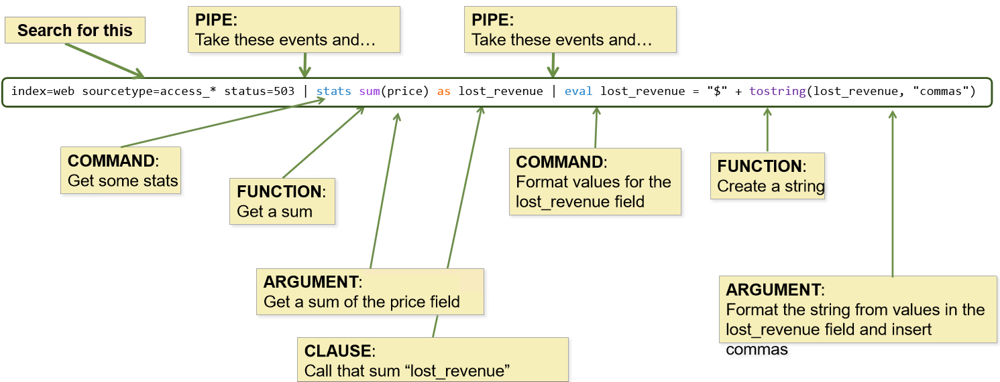 Search for this
PIPE:
Take these events and…
PIPE:
Take these events and…
index=web sourcetype=access_* status=503 | stats sum(price) as lost_revenue | eval lost_revenue = "$" + tostring(lost_revenue, "commas")
COMMAND:
Get some stats
FUNCTION:
Get a sum
COMMAND:
Format values for the
lost_revenue field
FUNCTION:
Create a string
ARGUMENT:
Get a sum of the price field
ARGUMENT:
Format the string from values in the
lost_revenue field and insert
commas
CLAUSE:
Call that sum “lost_revenue”